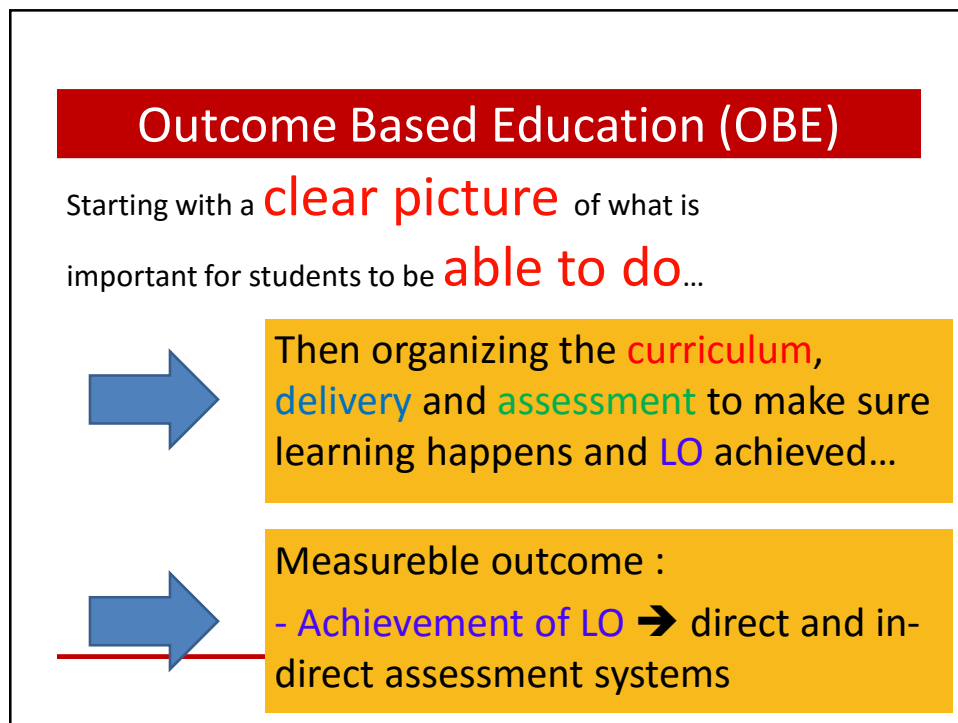 Outcome Based Education (OBE)
Starting with a clear picture of what is
important for students to be able to do…
Then organizing the curriculum,
delivery and assessment to make sure
learning happens and LO achieved…
Measureble outcome :
- Achievement of LO ➔ direct and in-
direct assessment systems